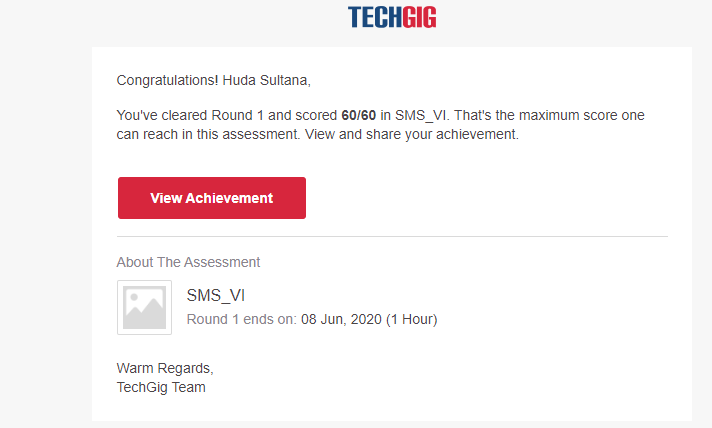 TECHGIG
Congratulations! Huda Sultana,
You've cleared Round 1 and scored 60/60 in SMS_VI. That's the maximum score one
can reach in this assessment. View and share your achievement.
View Achievement
About The Assessment
SMS_VI
Round 1 ends on: 08 Jun, 2020 (1 Hour)
Warm Regards,
TechGig Team